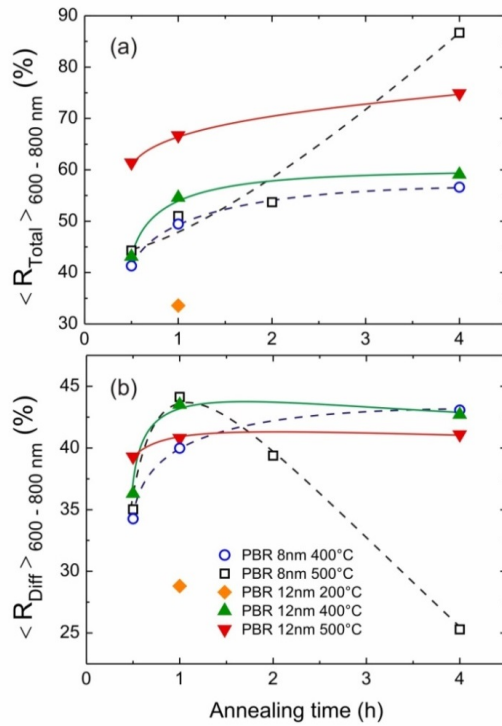 (a)
< R Total > 600 - 800 nm (%)
90
80
70
60
50
40
30
0 1 2 3 4
(b)
< R Diff > 600 - 800 nm (%)
45
40
35
30
25
PBR 8nm 400°C
PBR 8nm 500°C
PBR 12nm 200°C
PBR 12nm 400°C
PBR 12nm 500°C
0 1 2 3 4
Annealing time (h)